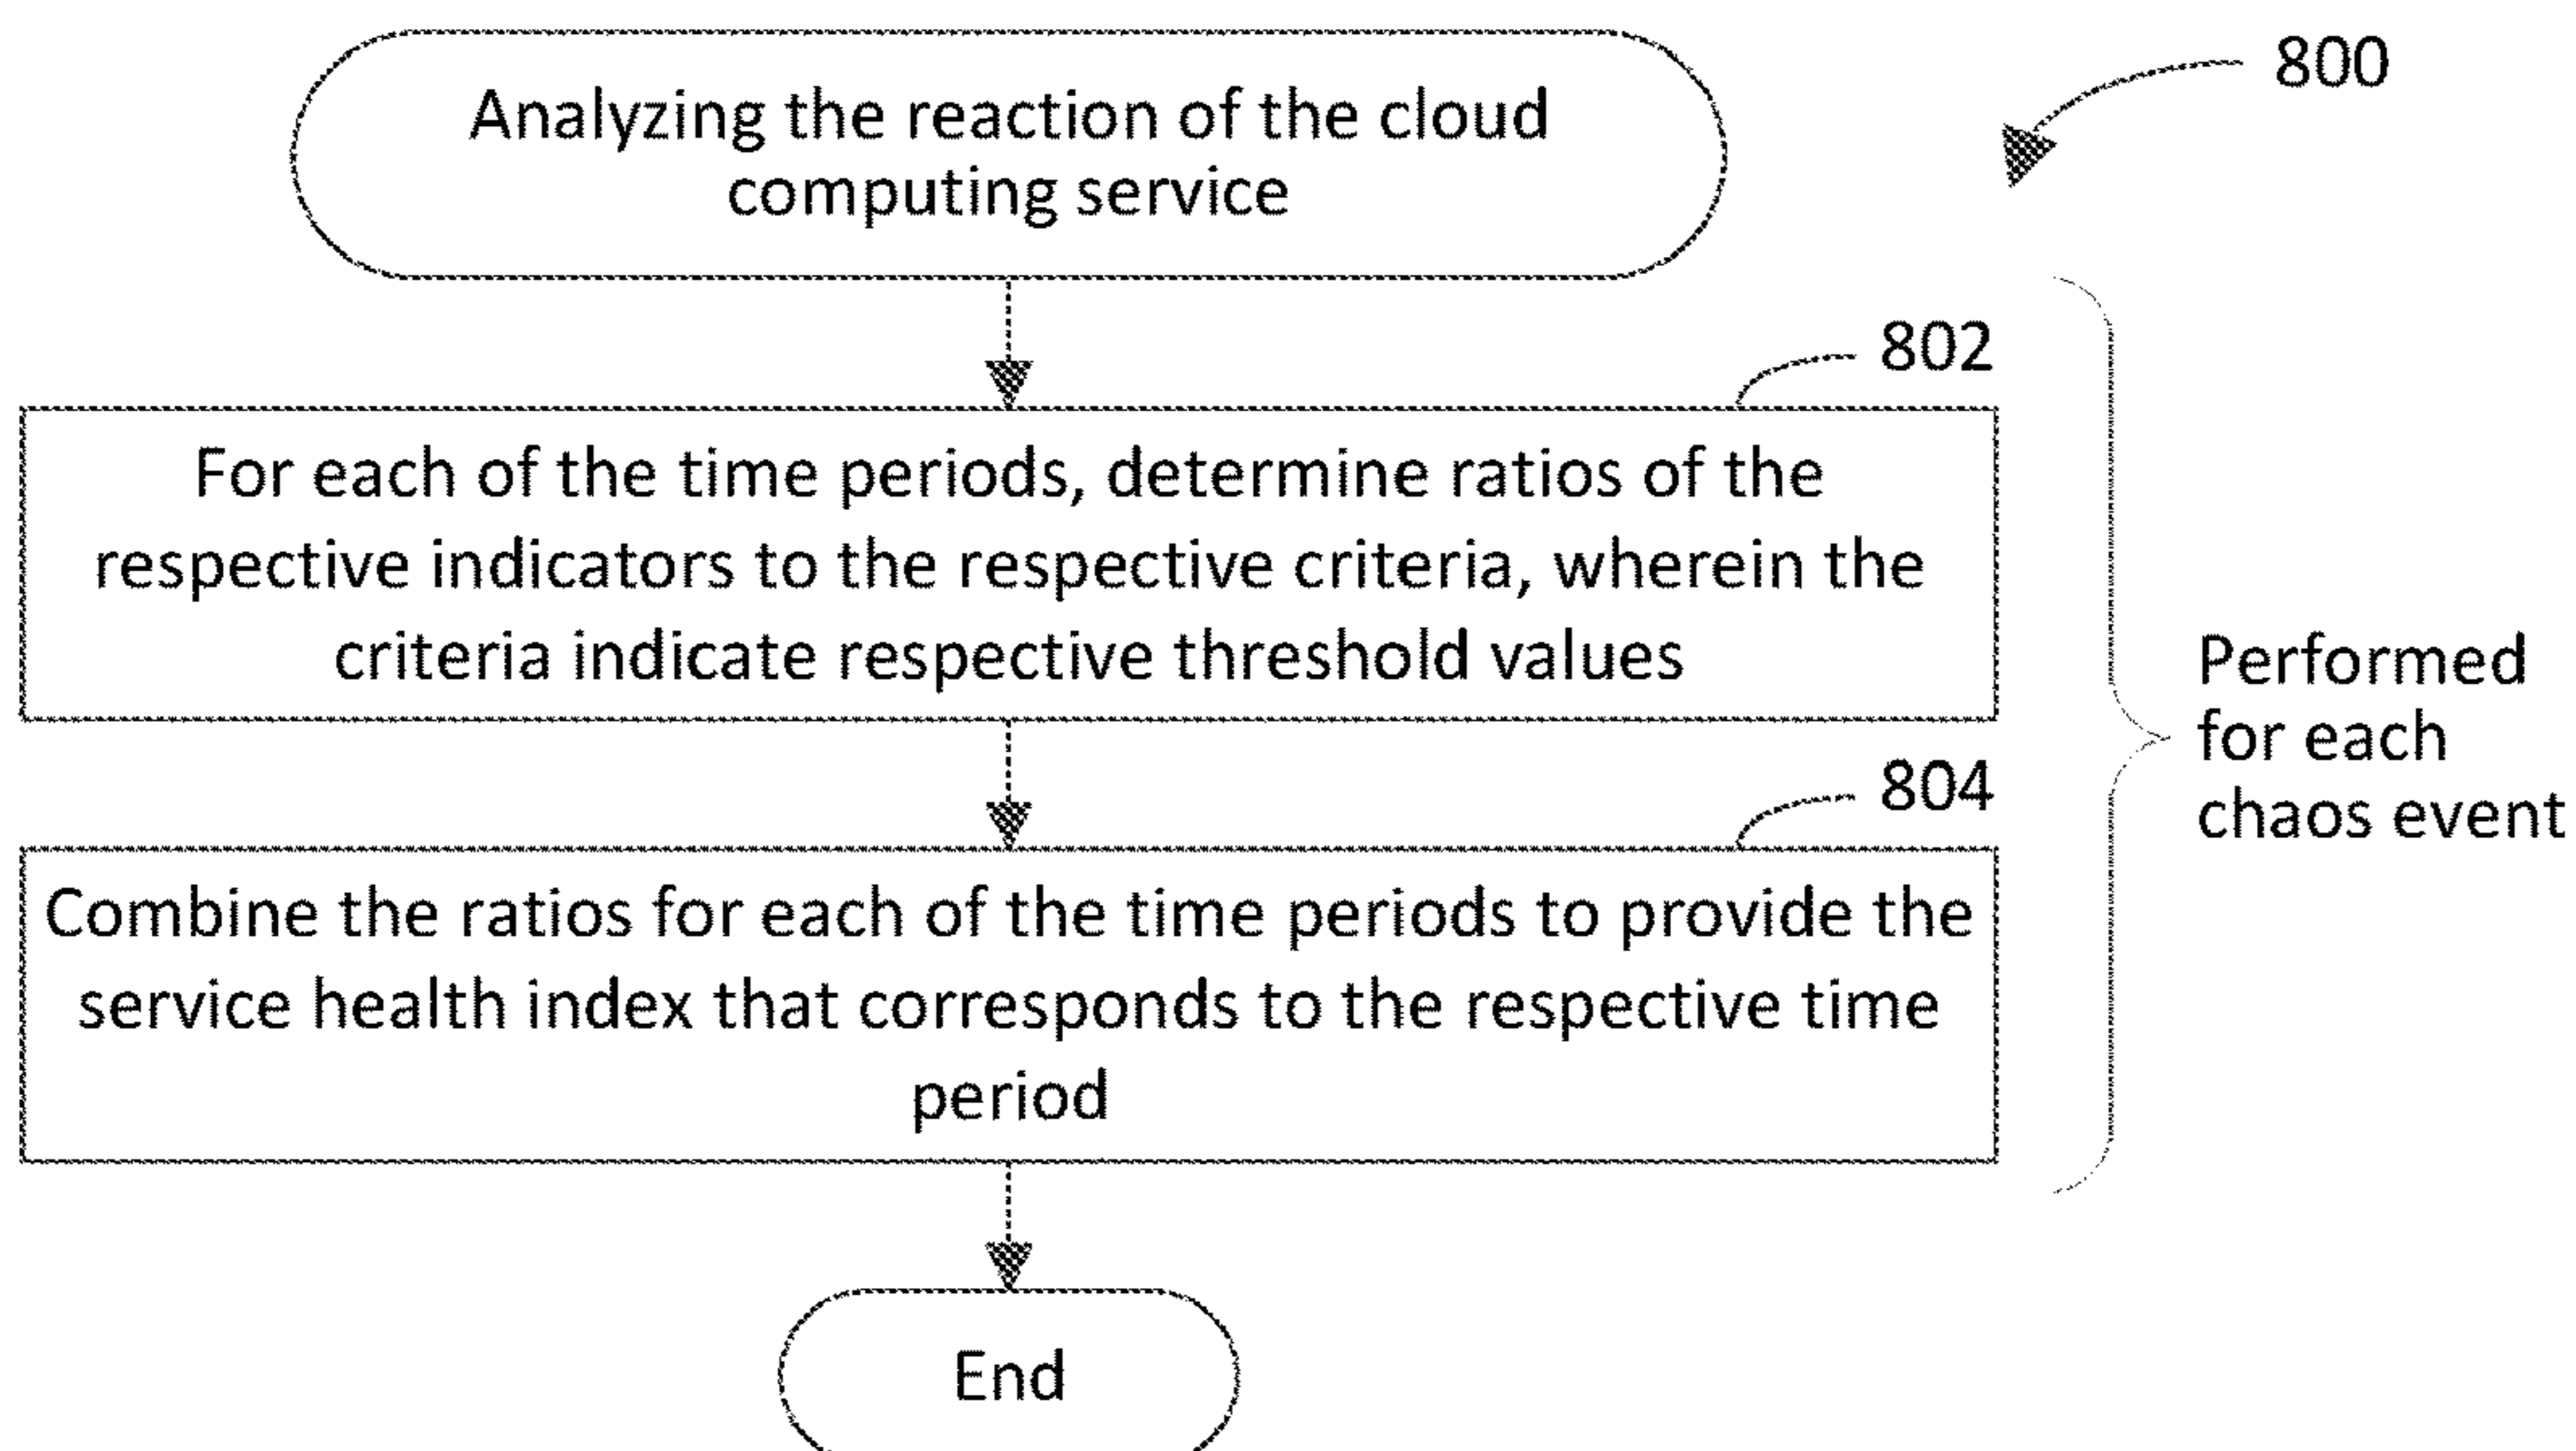 Analyzing the reaction of the cloud
computing service
800
802
For each of the time periods, determine ratios of the
respective indicators to the respective criteria, wherein the
criteria indicate respective threshold values
Performed
for each
chaos event
804
Combine the ratios for each of the time periods to provide the
service health index that corresponds to the respective time
period
End